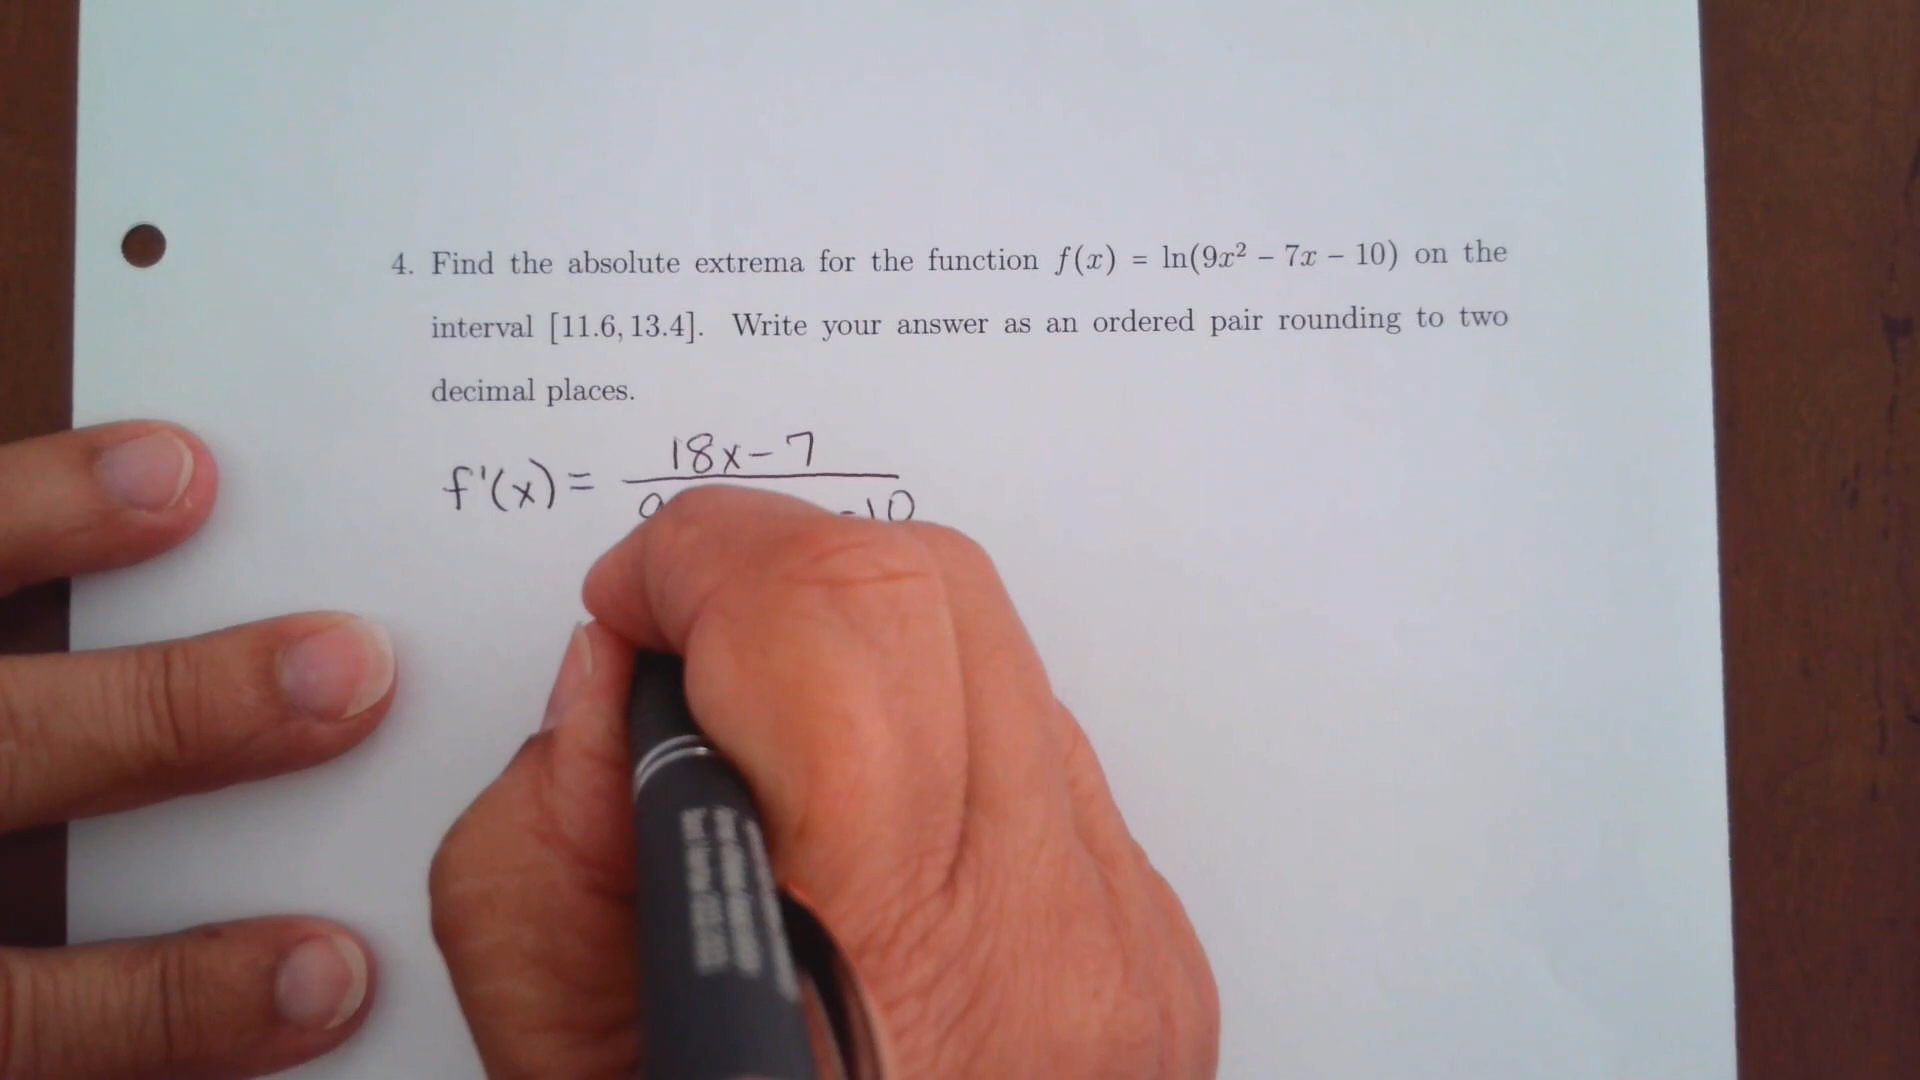 4. Find the absolute extrema for the function f(x) = ln(9x² − 7x − 10) on the
interval [11.6, 13.4]. Write your answer as an ordered pair rounding to two
decimal places.
18x-7
f'(x)=
-10